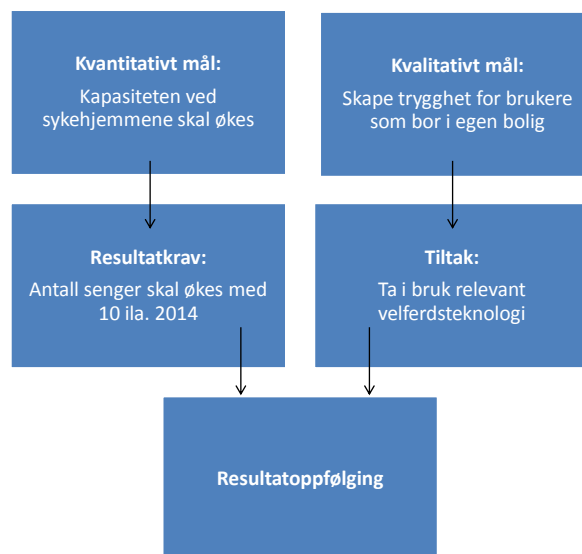 Kvantitativt mål:
Kapasiteten ved
sykehjemmene skal økes
Kvalitativt mål:
Skape trygghet for brukere
som bor i egen bolig
Resultatkrav:
Antall senger skal økes med
10 ila. 2014
Tiltak:
Ta i bruk relevant
velferdsteknologi
Resultatoppfølging